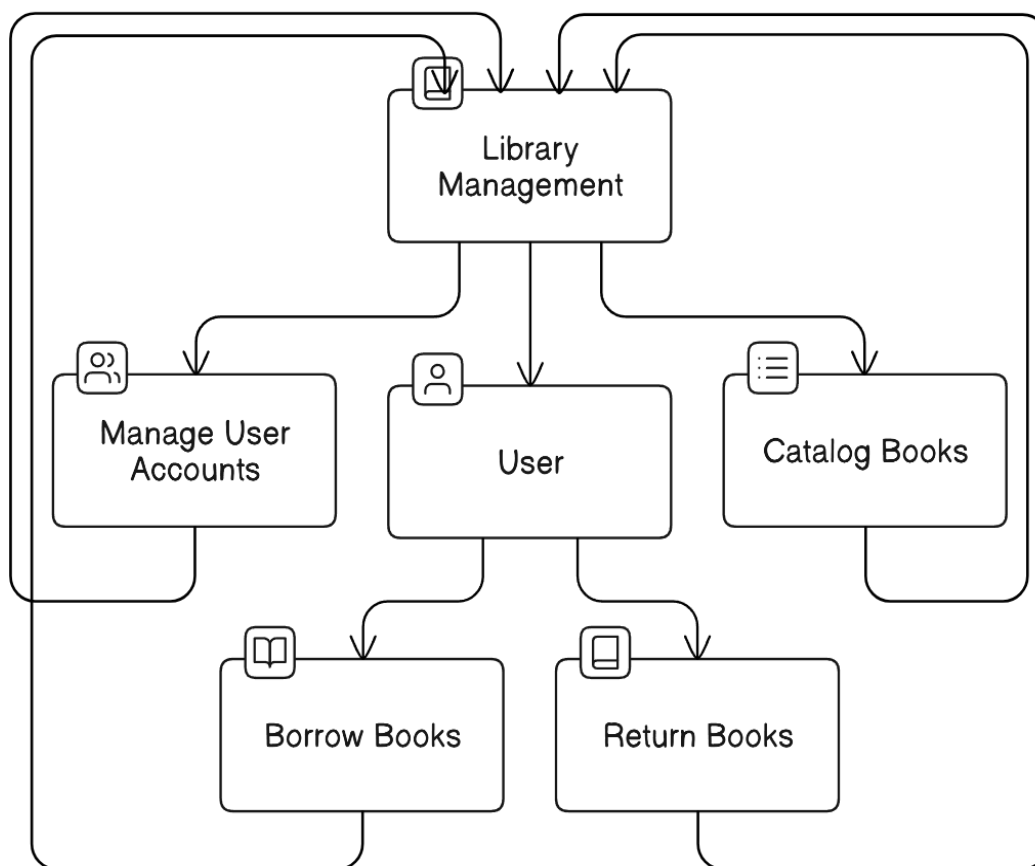 Library
Management
Manage User
Accounts
User
Catalog Books
Borrow Books
Return Books